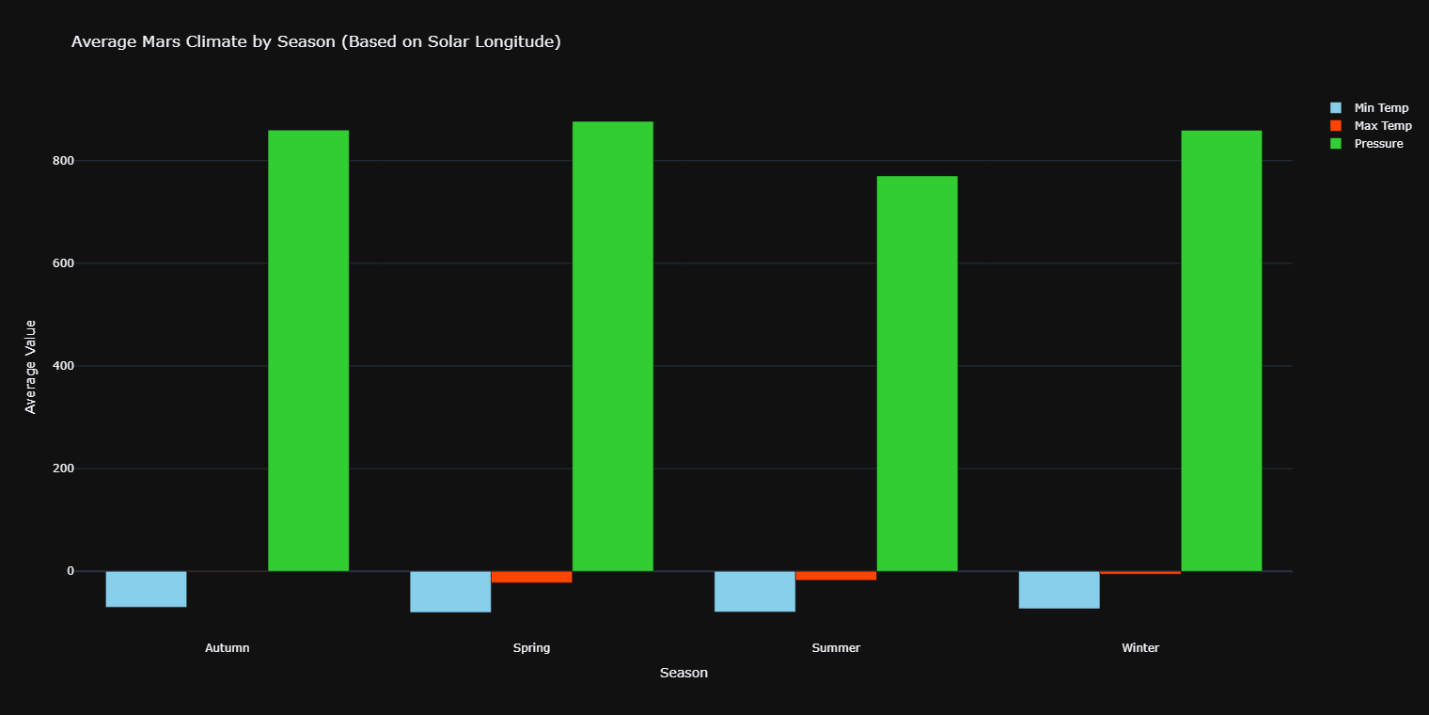 Average Mars Climate by Season (Based on Solar Longitude)
Min Temp
Max Temp
Pressure
800
600
400
200
0
Average Value
Autumn Spring Summer Winter
Season